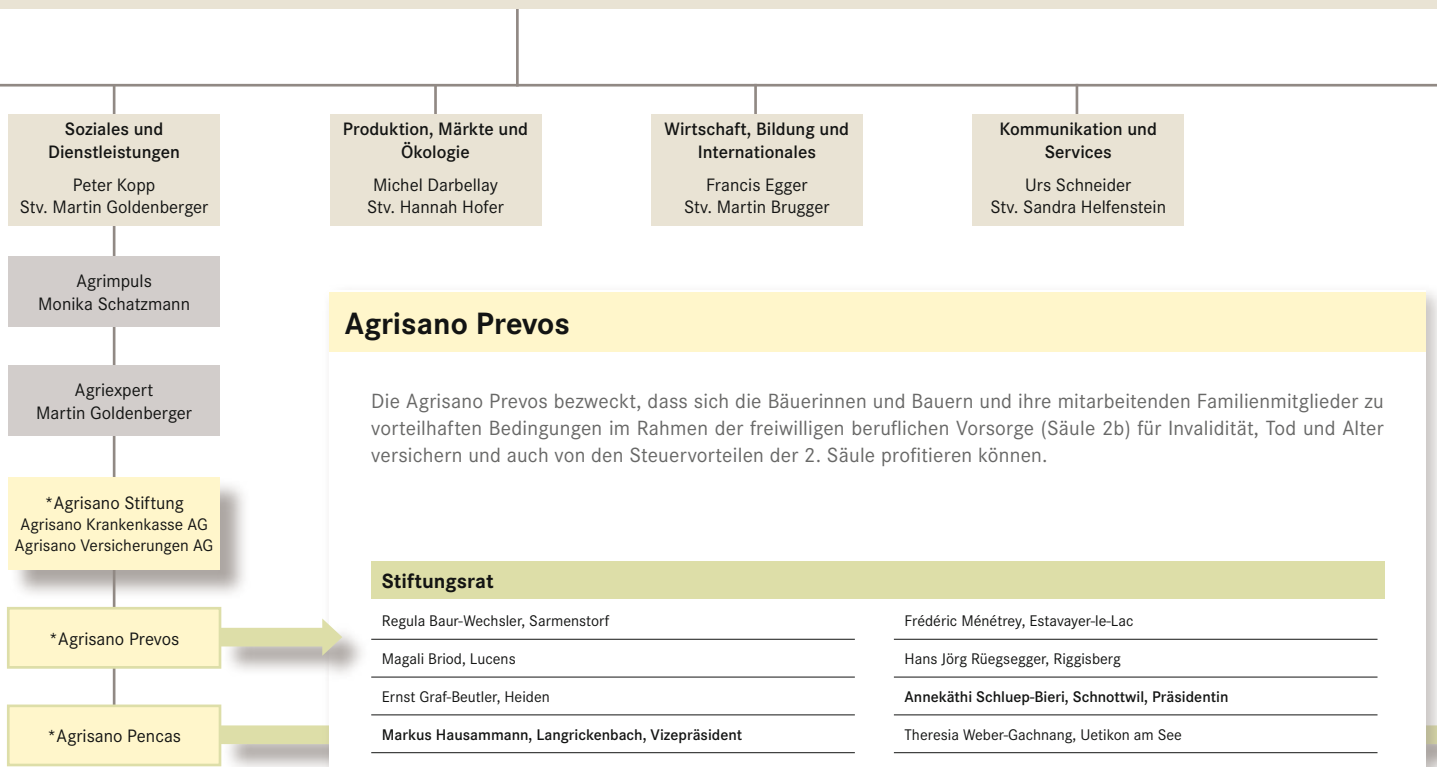 Soziales und
Dienstleistungen
Peter Kopp
Stv. Martin Goldenberger
Produktion, Märkte und
Ökologie
Michel Darbellay
Stv. Hannah Hofer
Wirtschaft, Bildung und
Internationales
Francis Egger
Stv. Martin Brugger
Kommunikation und
Services
Urs Schneider
Stv. Sandra Helfenstein
Agrimpuls
Monika Schatzmann
Agriexpert
Martin Goldenberger
*Agrisano Stiftung
Agrisano Krankenkasse AG
Agrisano Versicherungen AG
*Agrisano Prevos
*Agrisano Pencas
Agrisano Prevos
Die Agrisano Prevos bezweckt, dass sich die Bäuerinnen und Bauern und ihre mitarbeitenden Familienmitglieder zu
vorteilhaften Bedingungen im Rahmen der freiwilligen beruflichen Vorsorge (Säule 2b) für Invalidität, Tod und Alter
versichern und auch von den Steuervorteilen der 2. Säule profitieren können.
Stiftungsrat
Regula Baur-Wechsler, Sarmenstorf
Magali Briod, Lucens
Ernst Graf-Beutler, Heiden
Markus Hausammann, Langrickenbach, Vizepräsident
Frédéric Ménétrey, Estavayer-le-Lac
Hans Jörg Rüegsegger, Riggisberg
Annekäthi Schluep-Bieri, Schnottwil, Präsidentin
Theresia Weber-Gachnang, Uetikon am See